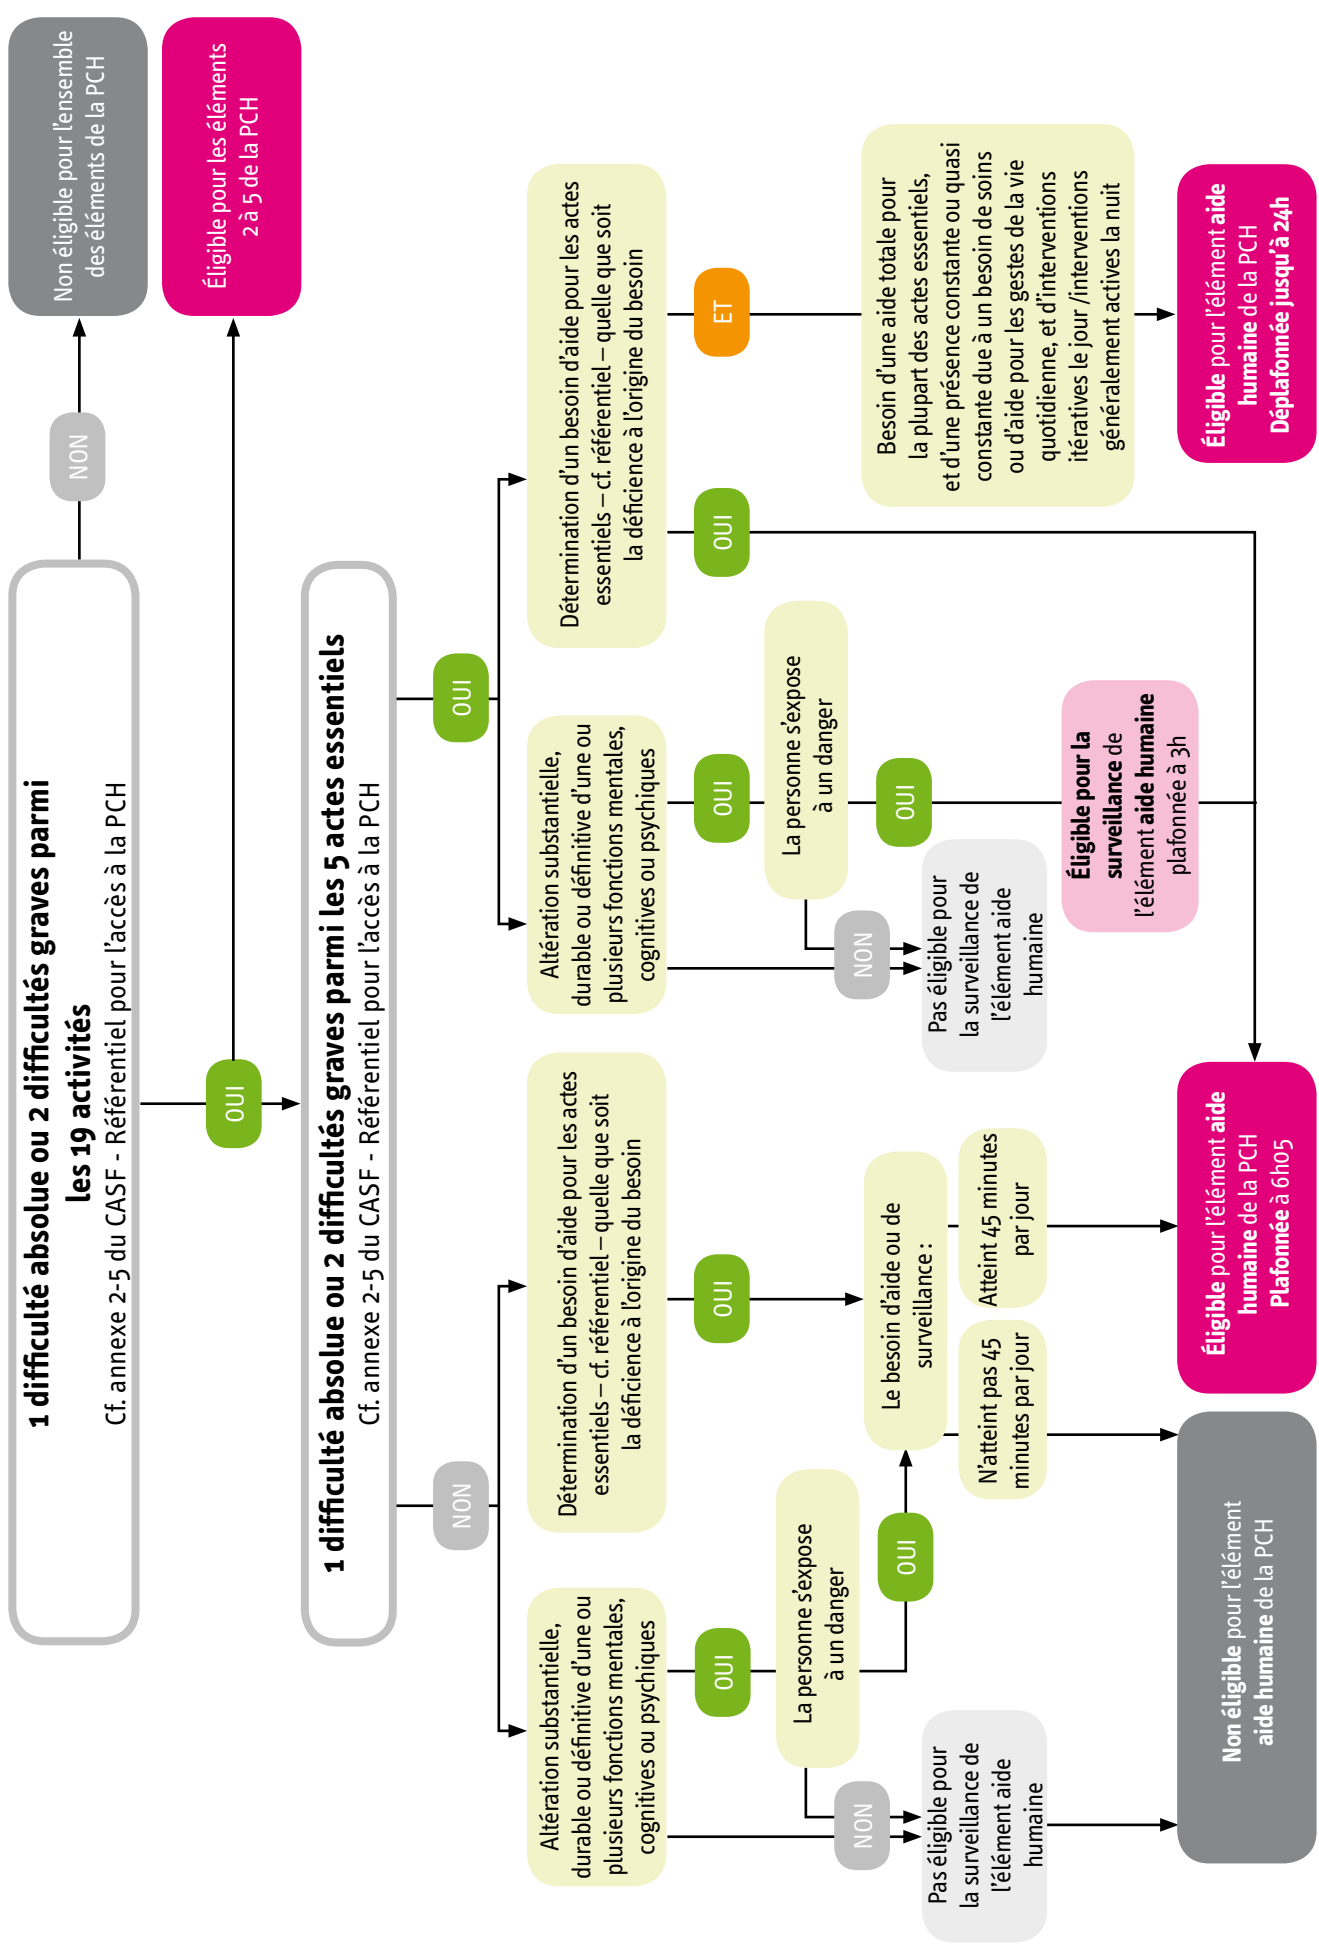 1 difficulté absolue ou 2 difficultés graves parmi
les 19 activités
Cf. annexe 2-5 du CASF - Référentiel pour l'accès à la PCH
NON
Non éligible pour l'ensemble
des éléments de la PCH
OUI
Éligible pour les éléments
2 à 5 de la PCH
1 difficulté absolue ou 2 difficultés graves parmi les 5 actes essentiels
Cf. annexe 2-5 du CASF - Référentiel pour l'accès à la PCH
NON
OUI
Altération substantielle,
durable ou définitive d'une ou
plusieurs fonctions mentales,
cognitives ou psychiques
Détermination d'un besoin d'aide pour les actes
essentiels – cf. référentiel – quelle que soit
la déficience à l'origine du besoin
Altération substantielle,
durable ou définitive d'une ou
plusieurs fonctions mentales,
cognitives ou psychiques
Détermination d'un besoin d'aide pour les actes
essentiels – cf. référentiel – quelle que soit
la déficience à l'origine du besoin
OUI
OUI
OUI
OUI
ET
La personne s'expose
à un danger
La personne s'expose
à un danger
NON
OUI
Le besoin d'aide ou de
surveillance :
NON
OUI
Besoin d'une aide totale pour
la plupart des actes essentiels,
et d'une présence constante ou quasi
constante due à un besoin de soins
ou d'aide pour les gestes de la vie
quotidienne, et d'interventions
itératives le jour /interventions
généralement actives la nuit
Pas éligible pour
la surveillance de
l'élément aide
humaine
N'atteint pas 45
minutes par jour
Atteint 45 minutes
par jour
Pas éligible pour
la surveillance de
l'élément aide
humaine
Éligible pour la
surveillance de
l'élément aide humaine
plafonnée à 3h
Non éligible pour l'élément
aide humaine de la PCH
Éligible pour l'élément aide
humaine de la PCH
Plafonnée à 6h05
Éligible pour l'élément aide
humaine de la PCH
Déplafonnée jusqu'à 24h